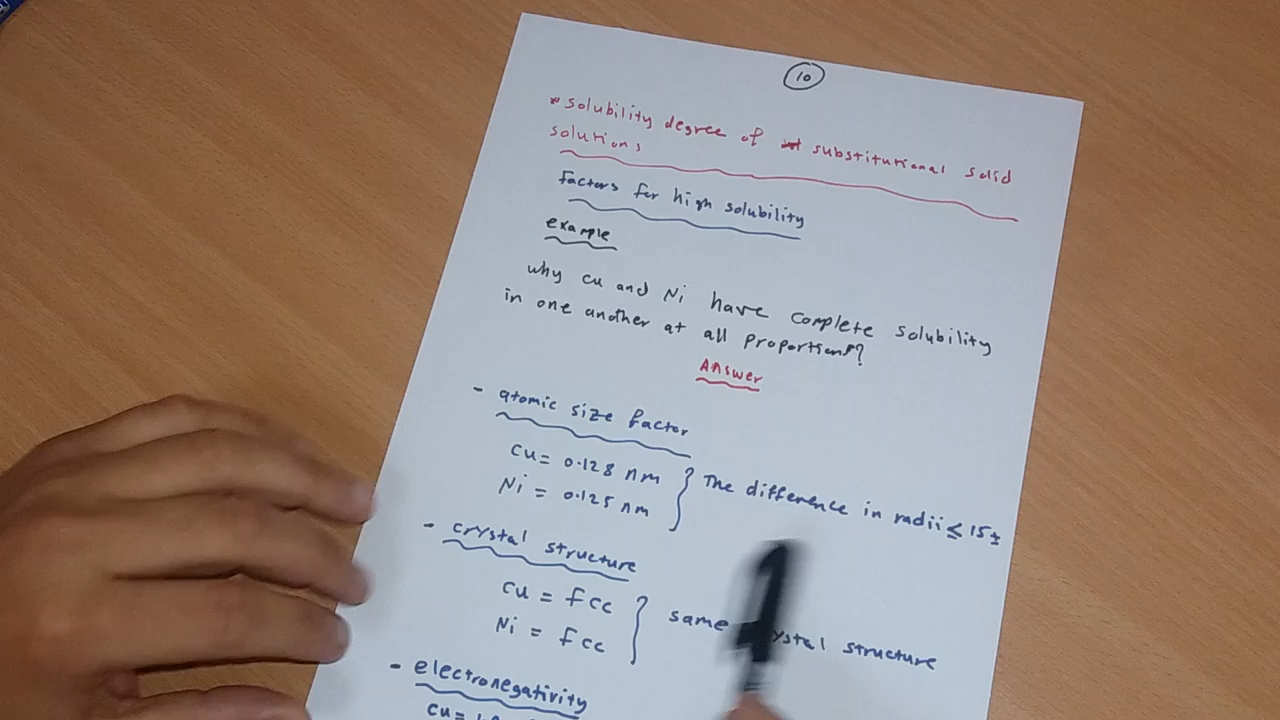 10
* solubility degree of substitutional solid
solutions
factors for high solubility
example
why cu and Ni have complete solubility
in one another at all proportions?
Answer
- atomic size factor
cu = 0.128 nm } The difference in radii ≤ 15%
Ni = 0.125 nm
- crystal structure
cu = fcc } same crystal structure
Ni = fcc
- electronegativity
cu =